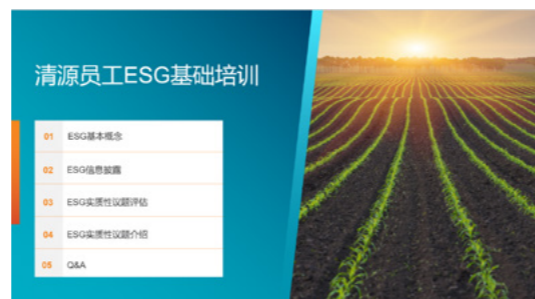 清源员工ESG基础培训
01 ESG基本概念
02 ESG信息披露
03 ESG实质性议题评估
04 ESG实质性议题介绍
05 Q&A